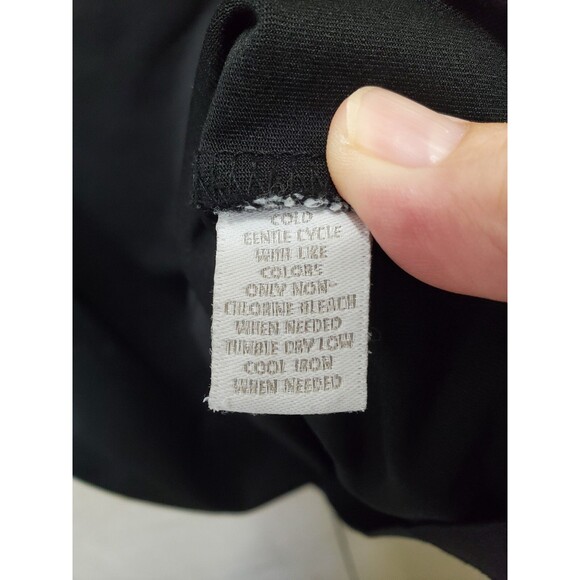 COLD
GENTLE CYCLE
WITH LIKE
COLORS
ONLY NON-
CHLORINE BLEACH
WHEN NEEDED
TUMBLE DRY LOW
COOL IRON
WHEN NEEDED